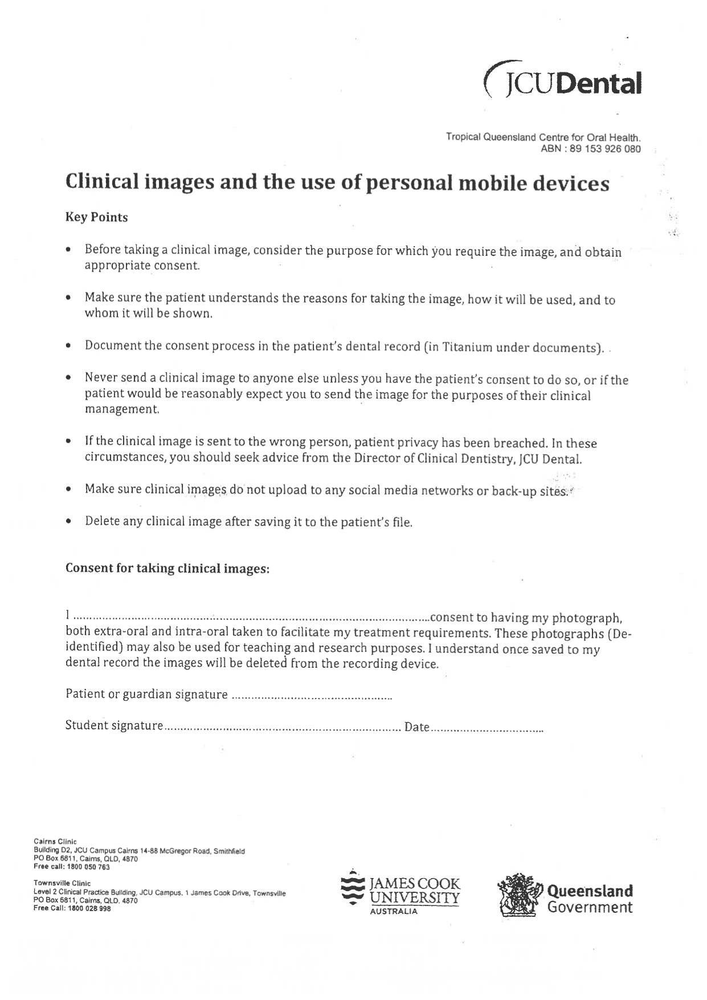 JCUDental
Tropical Queensland Centre for Oral Health.
ABN : 89 153 926 080
Clinical images and the use of personal mobile devices
Key Points
• Before taking a clinical image, consider the purpose for which you require the image, and obtain
appropriate consent.
• Make sure the patient understands the reasons for taking the image, how it will be used, and to
whom it will be shown.
• Document the consent process in the patient's dental record (in Titanium under documents).
• Never send a clinical image to anyone else unless you have the patient's consent to do so, or if the
patient would be reasonably expect you to send the image for the purposes of their clinical
management.
• If the clinical image is sent to the wrong person, patient privacy has been breached. In these
circumstances, you should seek advice from the Director of Clinical Dentistry, JCU Dental.
• Make sure clinical images do not upload to any social media networks or back-up sites.
• Delete any clinical image after saving it to the patient's file.
Consent for taking clinical images:
I ..............................................................................................................consent to having my photograph,
both extra-oral and intra-oral taken to facilitate my treatment requirements. These photographs (De-
identified) may also be used for teaching and research purposes. I understand once saved to my
dental record the images will be deleted from the recording device.
Patient or guardian signature .................................................
Student signature......................................................................... Date...................................
Cairns Clinic
Building D2, JCU Campus Cairns 14-88 McGregor Road, Smithfield
PO Box 6811, Cairns, QLD, 4870
Free call: 1800 050 763
Townsville Clinic
Level 2 Clinical Practice Building, JCU Campus, 1 James Cook Drive, Townsville
PO Box 6811, Cairns, QLD, 4870
Free Call: 1800 028 998
JAMES COOK
UNIVERSITY
AUSTRALIA
Queensland
Government